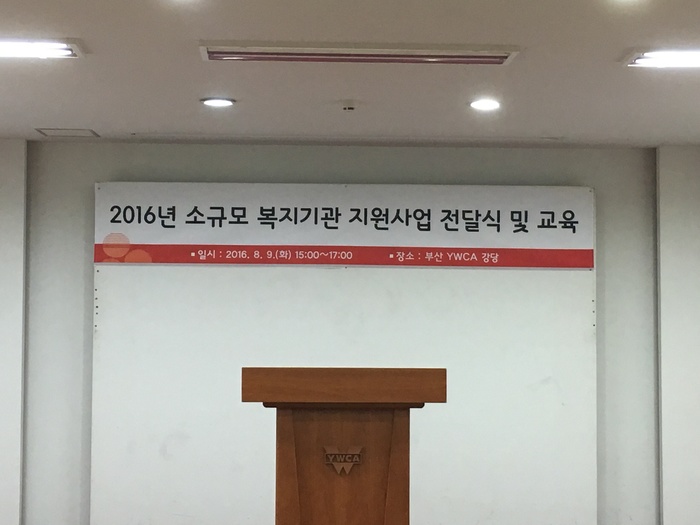 2016년 소규모 복지기관 지원사업 전달식 및 교육
▪ 일시 : 2016. 8. 9.(화) 15:00~17:00 ▪ 장소 : 부산 YWCA 강당
YWCA